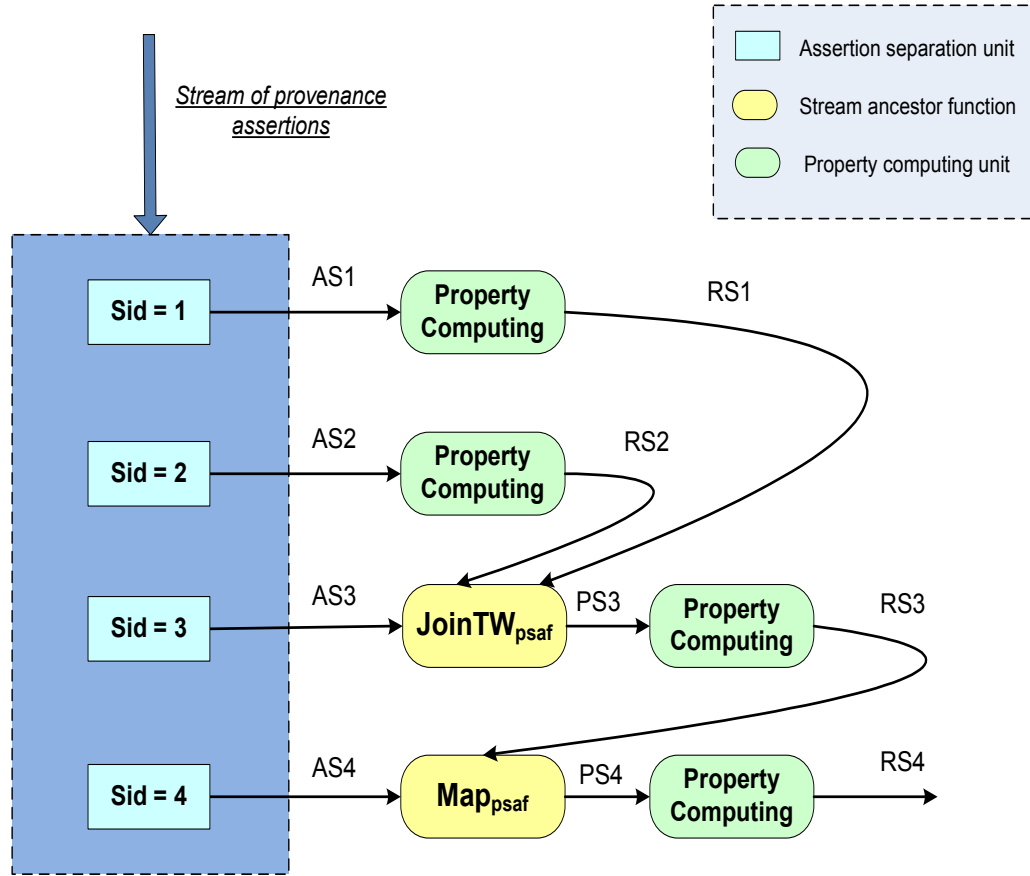 Stream of provenance
assertions
Assertion separation unit
Stream ancestor function
Property computing unit
Sid = 1
AS1
Property
Computing
RS1
Sid = 2
AS2
Property
Computing
RS2
Sid = 3
AS3
JoinTWpsaf
PS3
Property
Computing
RS3
Sid = 4
AS4
Mappsaf
PS4
Property
Computing
RS4